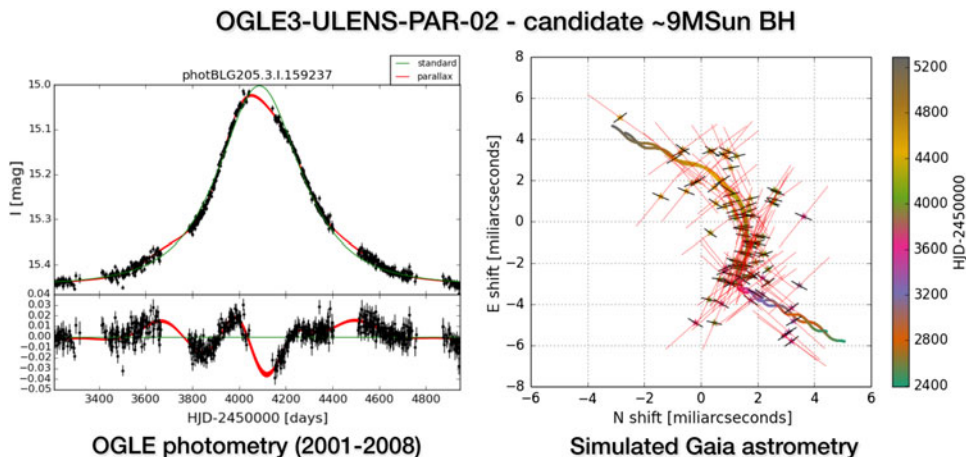 OGLE3-ULENS-PAR-02 - candidate ~9MSun BH
photBLG205.3.I.159237
standard
parallax
15.0
15.1
15.2
15.3
15.4
I [mag]
0.04
0.03
0.01
0.00
−0.01
−0.03
−0.04
−0.05
3400 3600 3800 4000 4200 4400 4600 4800
HJD-2450000 [days]
OGLE photometry (2001-2008)
8
6
4
2
0
−2
−4
−6
−8
E shift [miliarcseconds]
−6 −4 −2 0 2 4 6
N shift [miliarcseconds]
Simulated Gaia astrometry
5200
4800
4400
4000
3600
3200
2800
2400
HJD-2450000